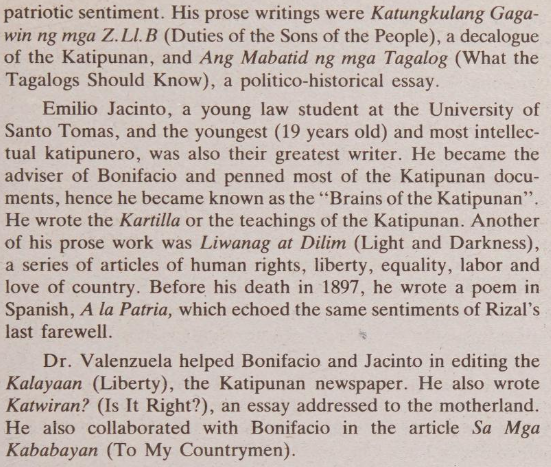 patriotic sentiment. His prose writings were Katungkulang Gaga-
win ng mga Z.Ll.B (Duties of the Sons of the People), a decalogue
of the Katipunan, and Ang Mabatid ng mga Tagalog (What the
Tagalogs Should Know), a politico-historical essay.
Emilio Jacinto, a young law student at the University of
Santo Tomas, and the youngest (19 years old) and most intellec-
tual katipunero, was also their greatest writer. He became the
adviser of Bonifacio and penned most of the Katipunan docu-
ments, hence he became known as the “Brains of the Katipunan”.
He wrote the Kartilla or the teachings of the Katipunan. Another
of his prose work was Liwanag at Dilim (Light and Darkness),
a series of articles of human rights, liberty, equality, labor and
love of country. Before his death in 1897, he wrote a poem in
Spanish, A la Patria, which echoed the same sentiments of Rizal’s
last farewell.
Dr. Valenzuela helped Bonifacio and Jacinto in editing the
Kalayaan (Liberty), the Katipunan newspaper. He also wrote
Katwiran? (Is It Right?), an essay addressed to the motherland.
He also collaborated with Bonifacio in the article Sa Mga
Kababayan (To My Countrymen).